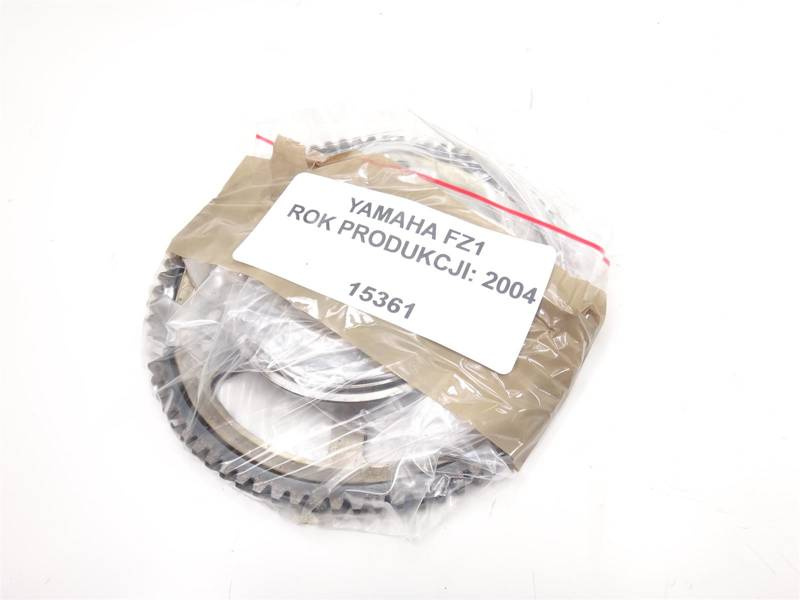 YAMAHA FZ1
ROK PRODUKCJI: 2004
15361